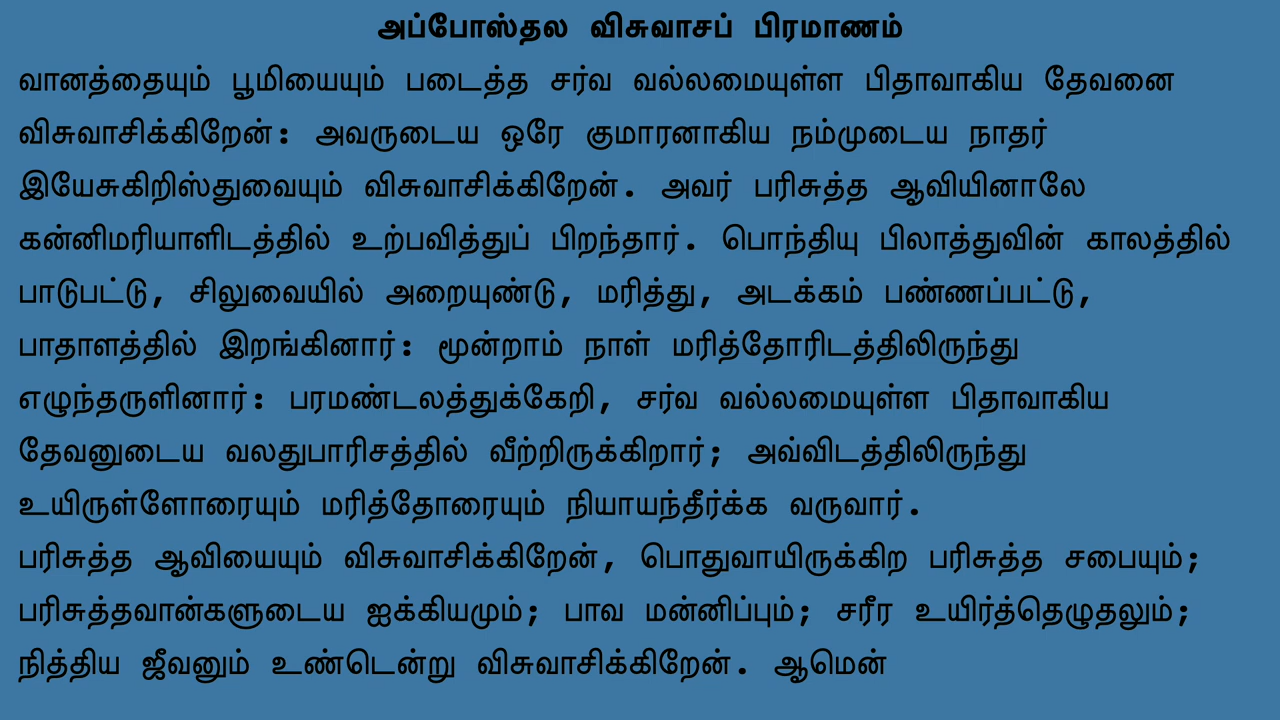 அப்போஸ்தல விசுவாசப் பிரமாணம்
வானத்தையும் பூமியையும் படைத்த சர்வ வல்லமையுள்ள பிதாவாகிய தேவனை
விசுவாசிக்கிறேன்: அவருடைய ஒரே குமாரனாகிய நம்முடைய நாதர்
இயேசுகிறிஸ்துவையும் விசுவாசிக்கிறேன். அவர் பரிசுத்த ஆவியினாலே
கன்னிமரியாளிடத்தில் உற்பவித்துப் பிறந்தார். பொந்தியு பிலாத்துவின் காலத்தில்
பாடுபட்டு, சிலுவையில் அறையுண்டு, மரித்து, அடக்கம் பண்ணப்பட்டு,
பாதாளத்தில் இறங்கினார்: மூன்றாம் நாள் மரித்தோரிடத்திலிருந்து
எழுந்தருளினார்: பரமண்டலத்துக்கேறி, சர்வ வல்லமையுள்ள பிதாவாகிய
தேவனுடைய வலதுபாரிசத்தில் வீற்றிருக்கிறார்; அவ்விடத்திலிருந்து
உயிருள்ளோரையும் மரித்தோரையும் நியாயந்தீர்க்க வருவார்.
பரிசுத்த ஆவியையும் விசுவாசிக்கிறேன், பொதுவாயிருக்கிற பரிசுத்த சபையும்;
பரிசுத்தவான்களுடைய ஐக்கியமும்; பாவ மன்னிப்பும்; சரீர உயிர்த்தெழுதலும்;
நித்திய ஜீவனும் உண்டென்று விசுவாசிக்கிறேன். ஆமென்